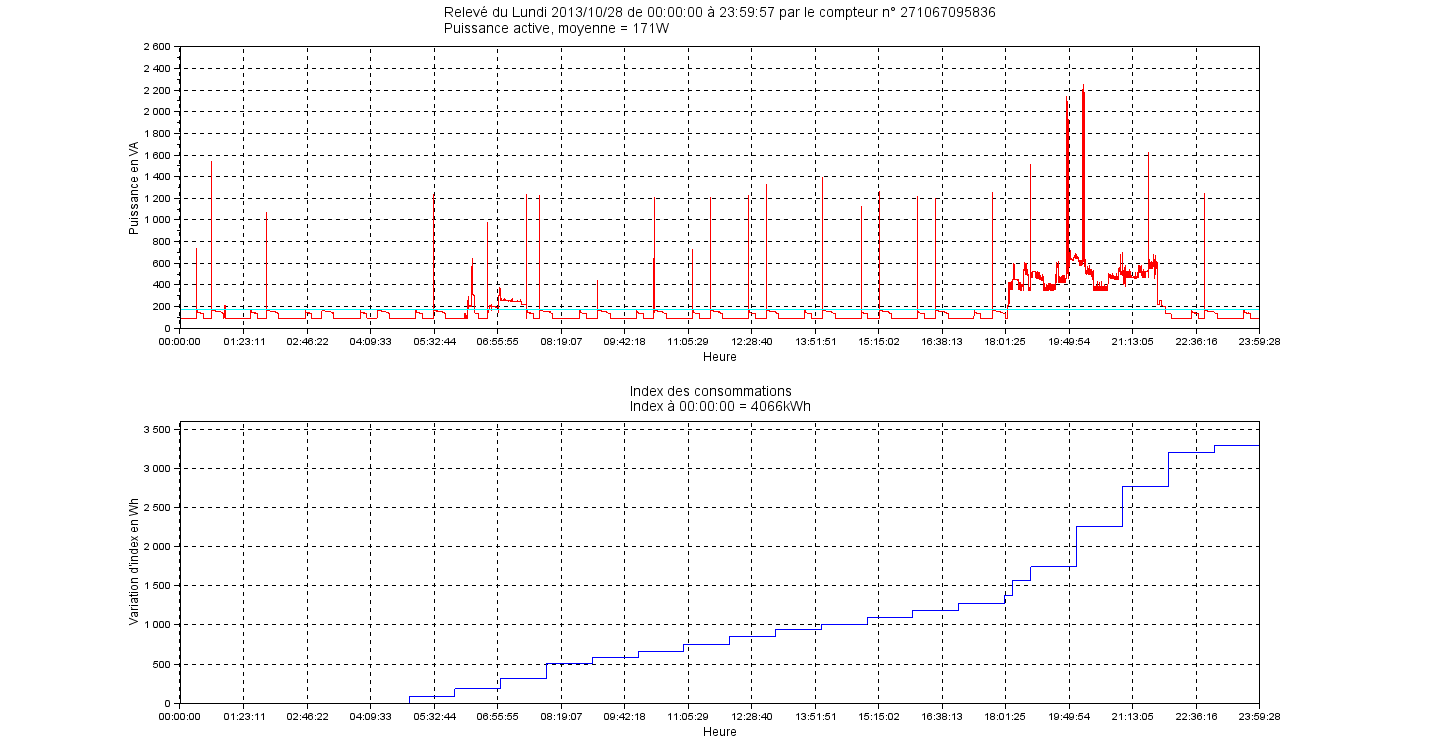 Relevé du Lundi 2013/10/28 de 00:00:00 à 23:59:57 par le compteur n° 271067095836
Puissance active, moyenne = 171W
Puissance en VA
2 600
2 400
2 200
2 000
1 800
1 600
1 400
1 200
1 000
800
600
400
200
0
00:00:00 01:23:11 02:46:22 04:09:33 05:32:44 06:55:55 08:19:07 09:42:18 11:05:29 12:28:40 13:51:51 15:15:02 16:38:13 18:01:25 19:49:54 21:13:05 22:36:16 23:59:28
Heure
Index des consommations
Index à 00:00:00 = 4066kWh
Variation d'index en Wh
3 500
3 000
2 500
2 000
1 500
1 000
500
0
00:00:00 01:23:11 02:46:22 04:09:33 05:32:44 06:55:55 08:19:07 09:42:18 11:05:29 12:28:40 13:51:51 15:15:02 16:38:13 18:01:25 19:49:54 21:13:05 22:36:16 23:59:28
Heure